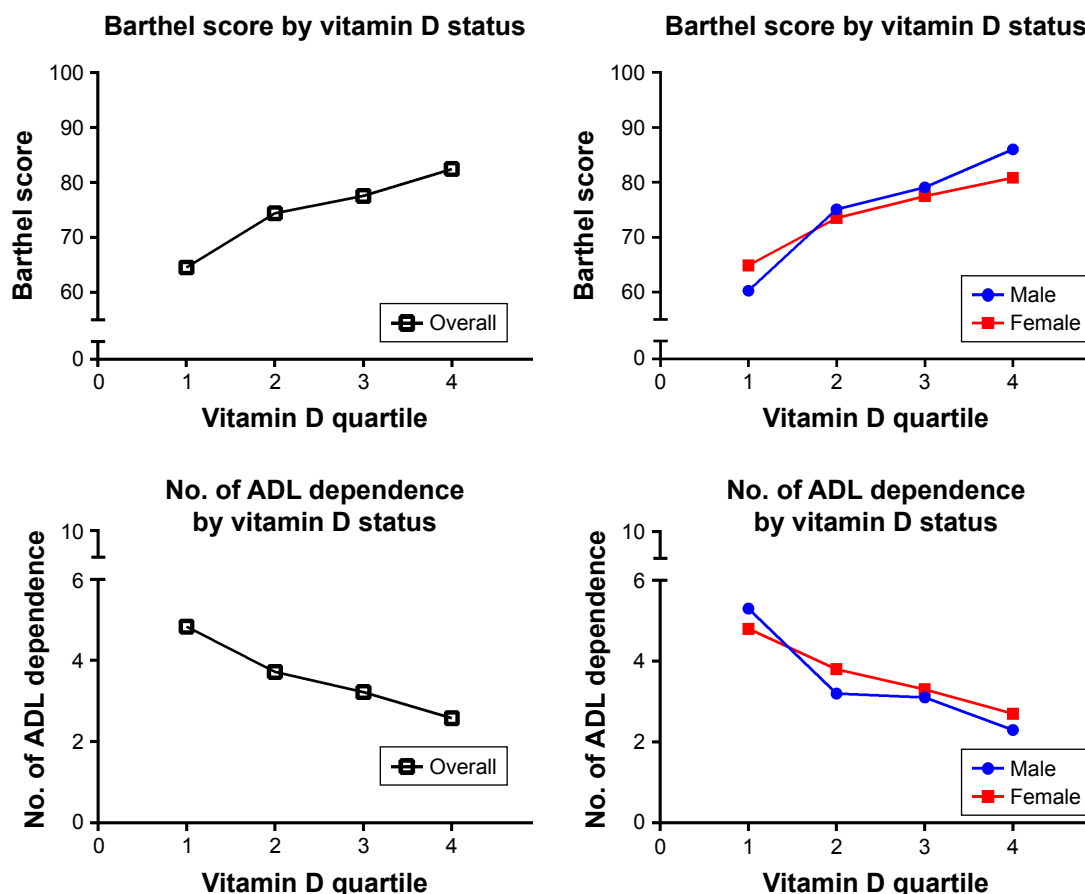 Barthel score by vitamin D status
Barthel score
100
90
80
70
60
0
0
1
2
3
4
Overall
Vitamin D quartile
Barthel score by vitamin D status
Barthel score
100
90
80
70
60
0
0
1
2
3
4
Male
Female
Vitamin D quartile
No. of ADL dependence
by vitamin D status
No. of ADL dependence
10
6
4
2
0
0
1
2
3
4
Overall
Vitamin D quartile
No. of ADL dependence
by vitamin D status
No. of ADL dependence
10
6
4
2
0
0
1
2
3
4
Male
Female
Vitamin D quartile